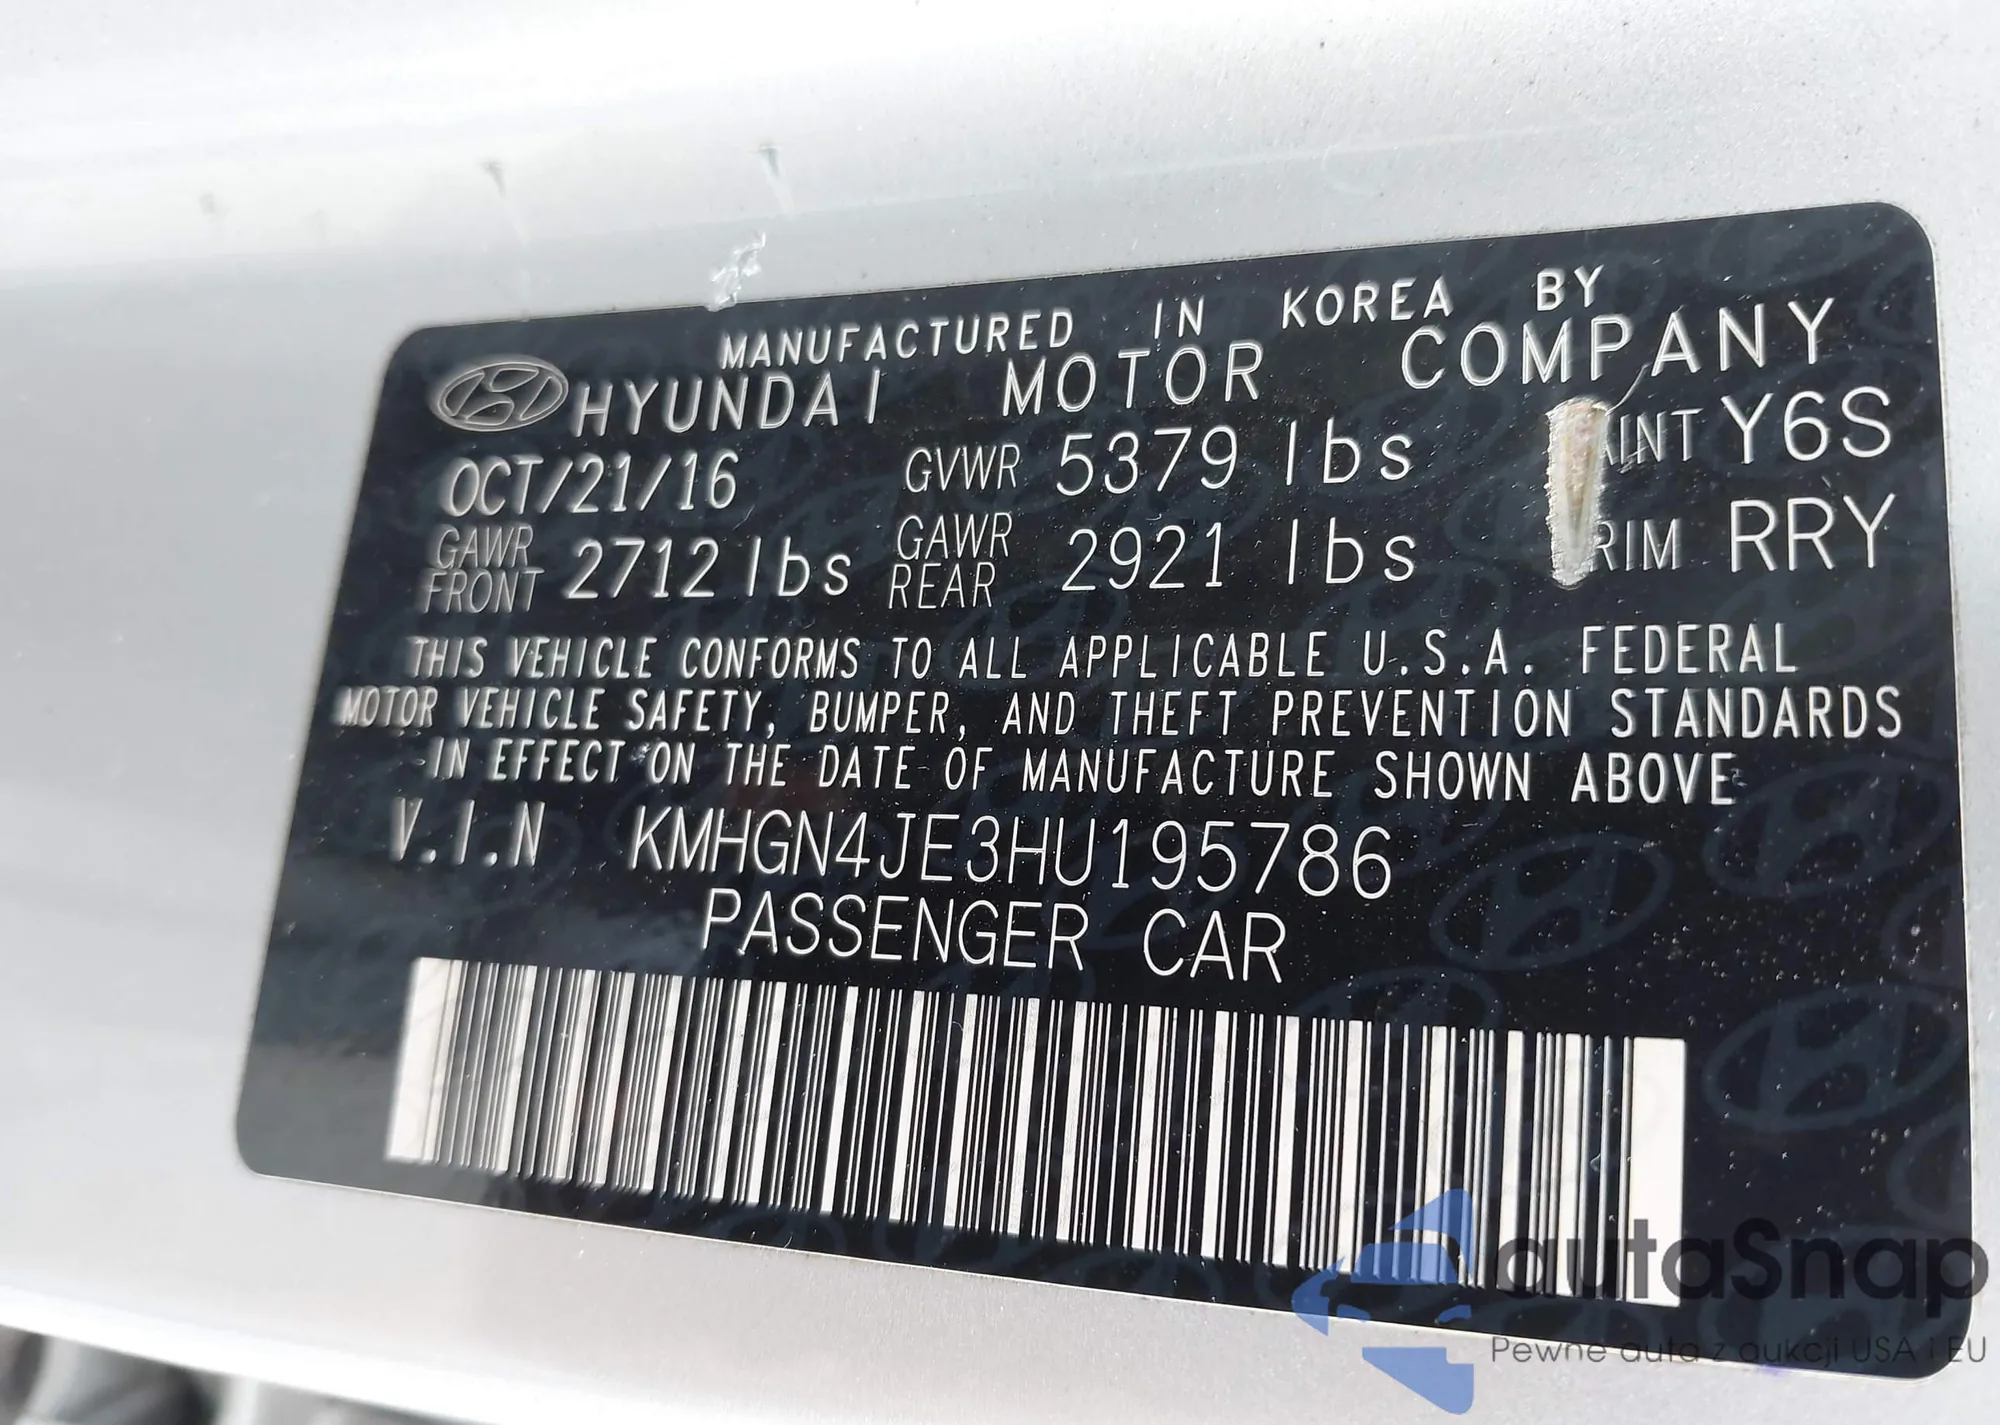 MANUFACTURED IN KOREA BY
HYUNDAI MOTOR COMPANY
OCT/21/16 GVWR 5379 lbs AINT Y6S
GAWR FRONT 2712 lbs GAWR REAR 2921 lbs RIM RRY
THIS VEHICLE CONFORMS TO ALL APPLICABLE U.S.A. FEDERAL
MOTOR VEHICLE SAFETY, BUMPER, AND THEFT PREVENTION STANDARDS
IN EFFECT ON THE DATE OF MANUFACTURE SHOWN ABOVE
V.I.N KMHGN4JE3HU195786
PASSENGER CAR
autaSnap
Pewne auta z aukcji USA i EU